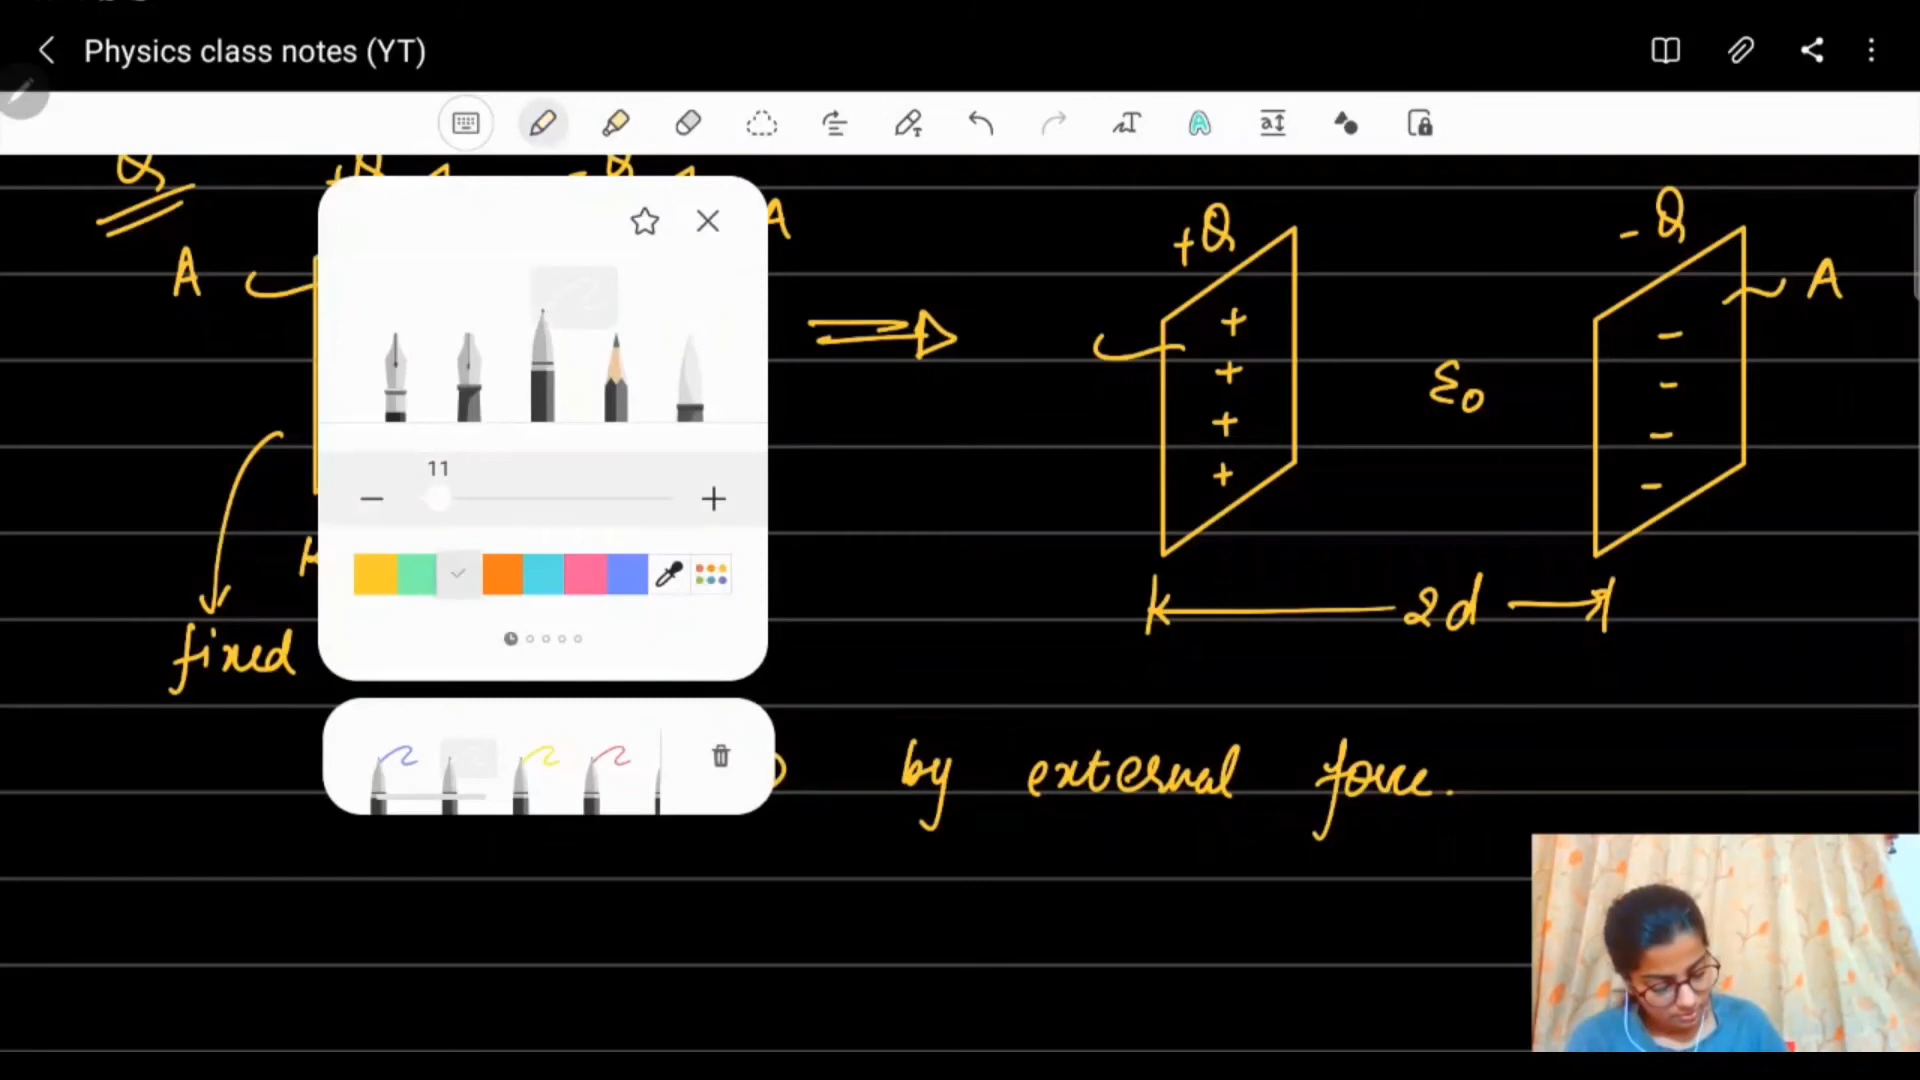 Physics class notes (YT)
Q +Q -Q
A A
+Q -Q
A
+ -
+ ε0 -
+ -
+ -
11
2d
fixed
by external force.